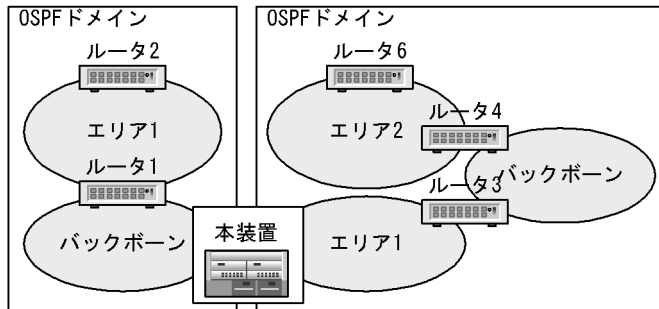 OSPFドメイン
ルータ2
エリア1
ルータ1
バックボーン
本装置
OSPFドメイン
ルータ6
エリア2
ルータ4
バックボーン
ルータ3
エリア1